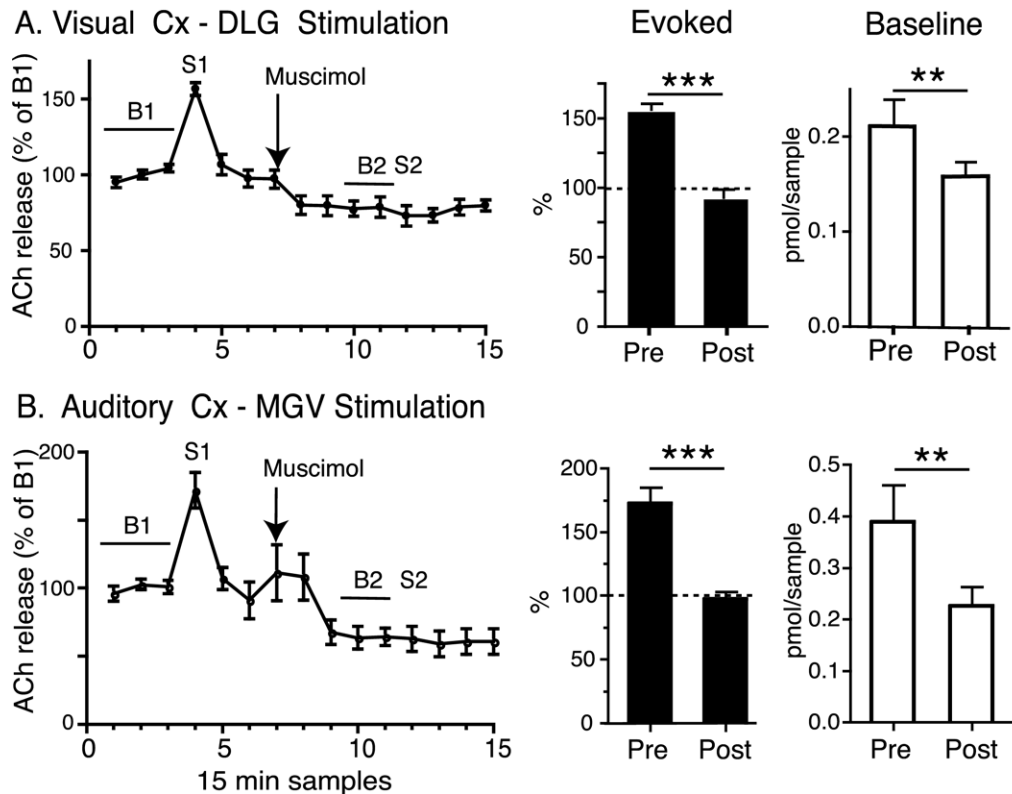 A. Visual Cx - DLG Stimulation
Evoked
Baseline
ACh release (% of B1)
150
100
50
0
B1
S1
Muscimol
B2 S2
0 5 10 15
***
%
150
100
50
0
Pre Post
**
pmol/sample
0.2
0.1
0.0
Pre Post
B. Auditory Cx - MGV Stimulation
ACh release (% of B1)
200
100
0
B1
S1
Muscimol
B2 S2
0 5 10 15
15 min samples
***
%
200
150
100
50
0
Pre Post
**
pmol/sample
0.5
0.4
0.3
0.2
0.1
0.0
Pre Post